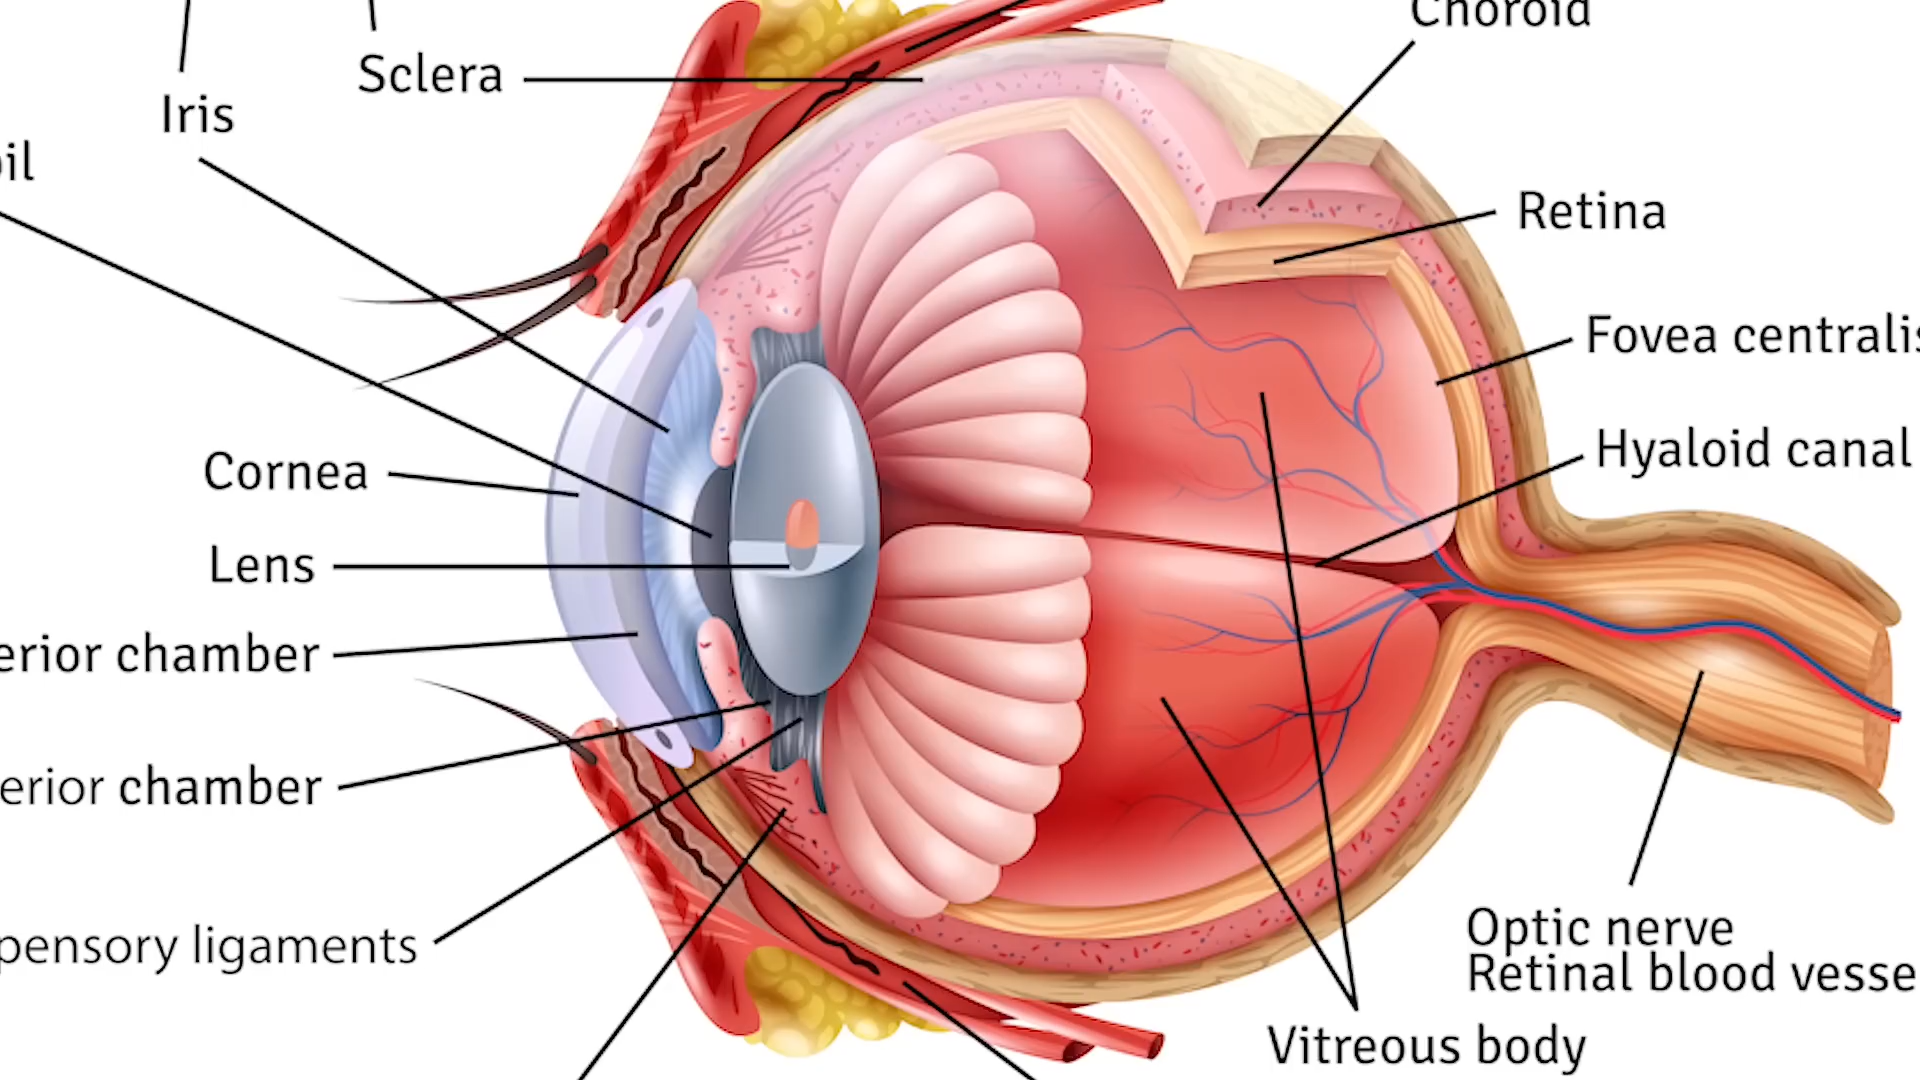 Choroid
Sclera
Iris
Retina
Fovea centralis
Hyaloid canal
Cornea
Lens
erior chamber
erior chamber
pensory ligaments
Optic nerve
Retinal blood vesse
Vitreous body